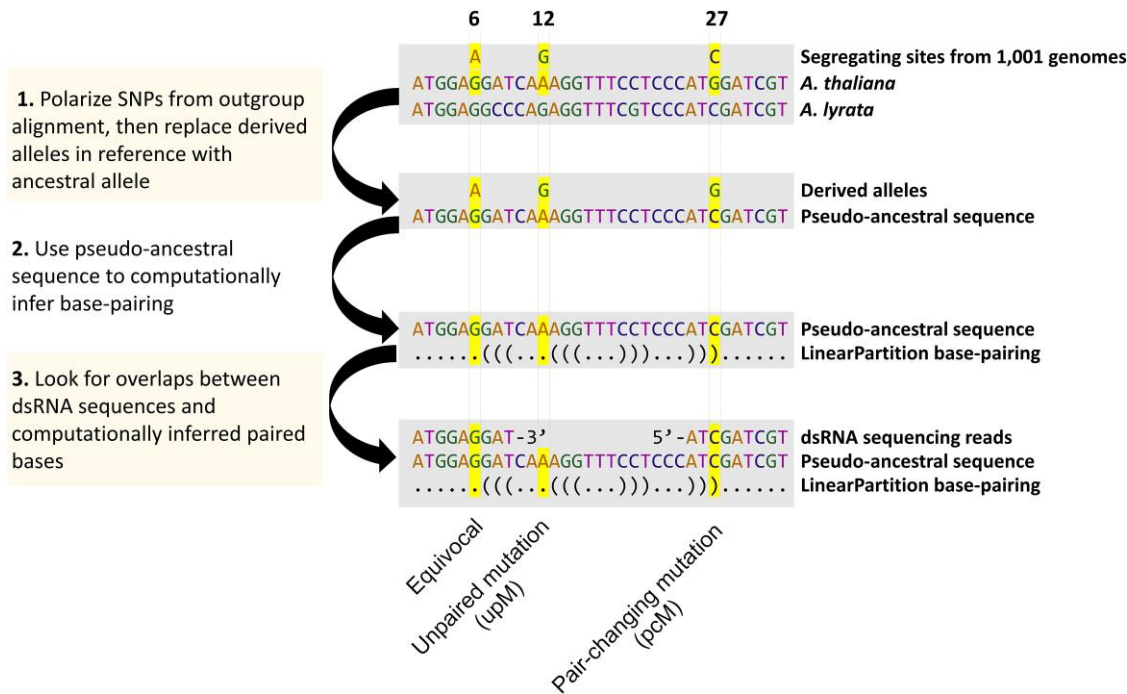 6 12 27
A G C Segregating sites from 1,001 genomes
ATGGAGGATCAAAGGTTTCCTCCCATGGATCGT A. thaliana
ATGGAGGCCCAGAGGTTTCGTCCCATCGATCGT A. lyrata
1. Polarize SNPs from outgroup
alignment, then replace derived
alleles in reference with
ancestral allele
A G G Derived alleles
ATGGAGGATCAAAGGTTTCCTCCCATCGATCGT Pseudo-ancestral sequence
2. Use pseudo-ancestral
sequence to computationally
infer base-pairing
ATGGAGGATCAAAGGTTTCCTCCCATCGATCGT Pseudo-ancestral sequence
......(((...(((...)))...)))...... LinearPartition base-pairing
3. Look for overlaps between
dsRNA sequences and
computationally inferred paired
bases
ATGGAGGAT-3’ 5’-ATCGATCGT dsRNA sequencing reads
ATGGAGGATCAAAGGTTTCCTCCCATCGATCGT Pseudo-ancestral sequence
......(((...(((...)))...)))...... LinearPartition base-pairing
Equivocal
Unpaired mutation
(upM)
Pair-changing mutation
(pcM)